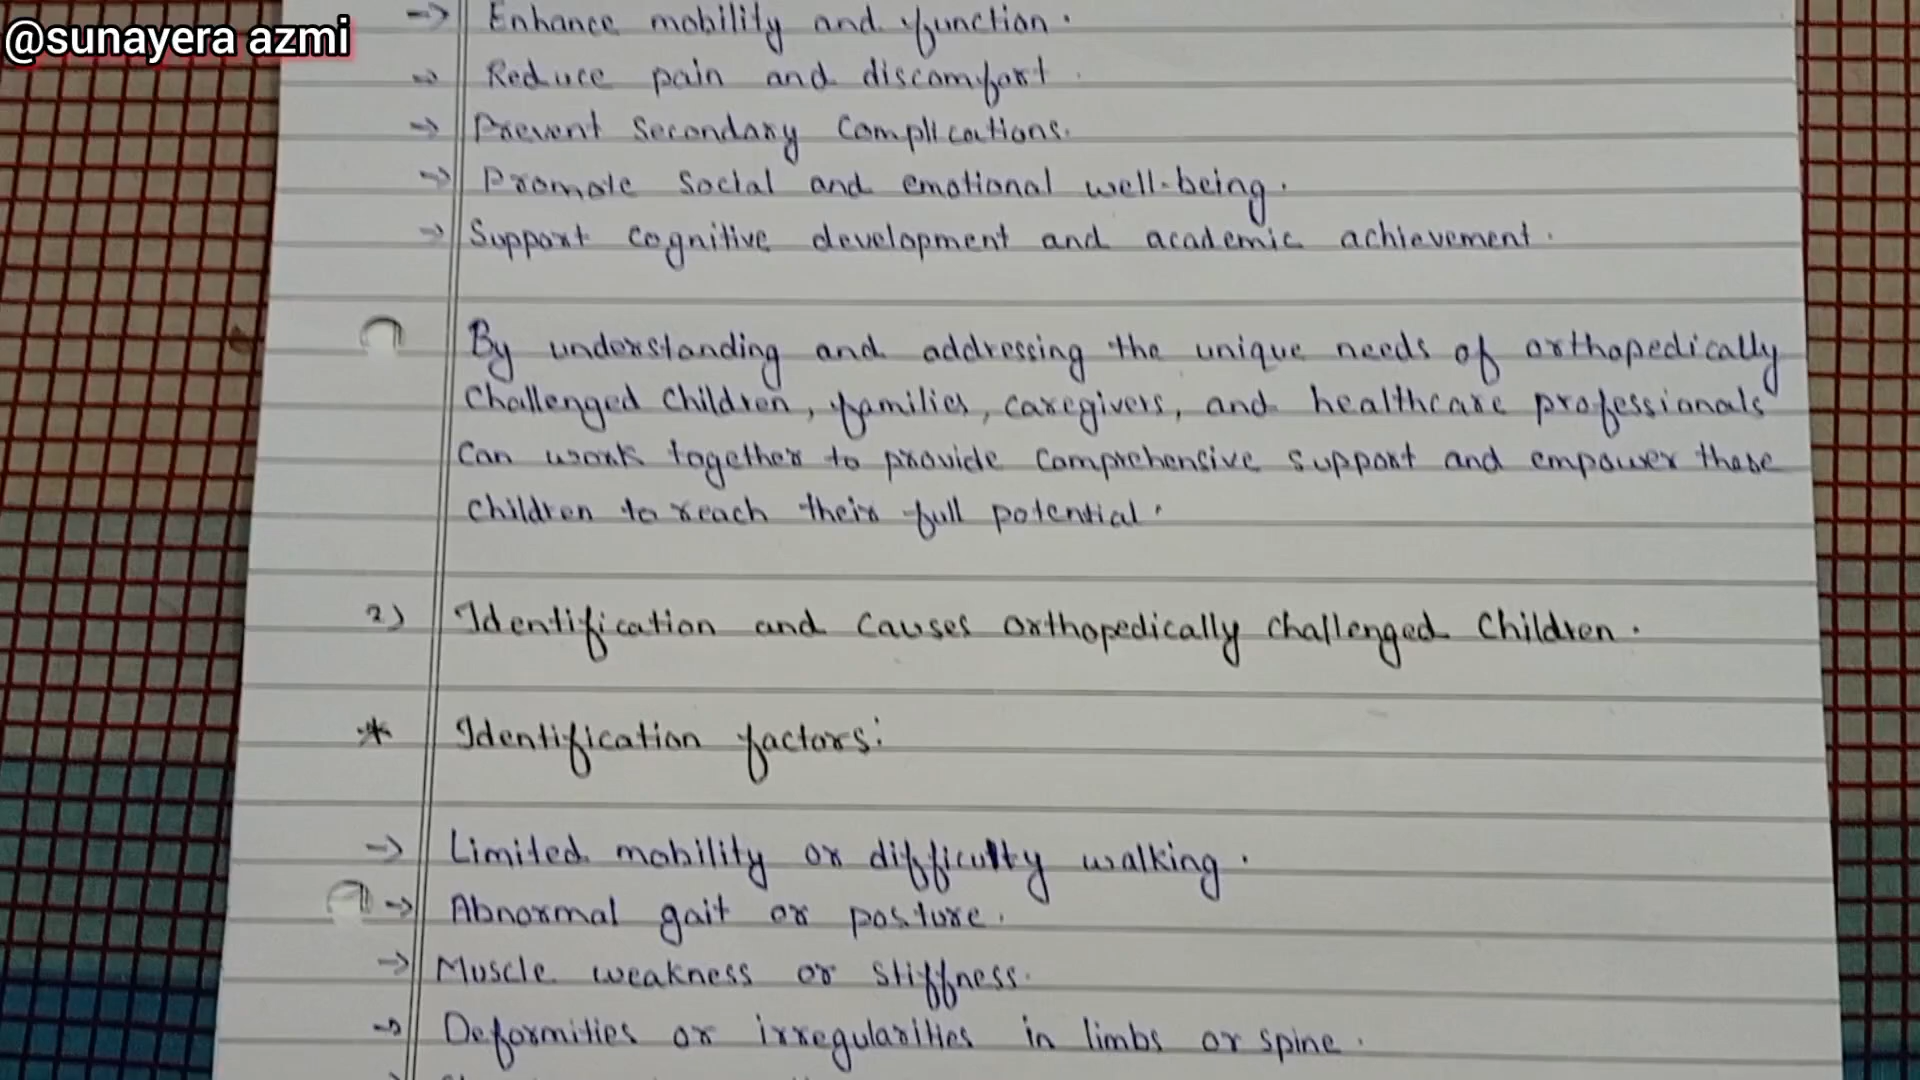 @sunayera azmi
→ Enhance mobility and function.
→ Reduce pain and discomfort.
→ Prevent Secondary Complications.
→ Promote Social and emotional well-being.
→ Support cognitive development and academic achievement.
By understanding and addressing the unique needs of orthopedically
Challenged Children, families, caregivers, and healthcare professionals
Can work together to provide Comprehensive support and empower these
Children to reach their full potential.
2) Identification and Causes orthopedically Challenged Children.
* Identification factors:
→ Limited mobility or difficulty walking.
→ Abnormal gait or posture.
→ Muscle weakness or stiffness.
→ Deformities or irregularities in limbs or spine.